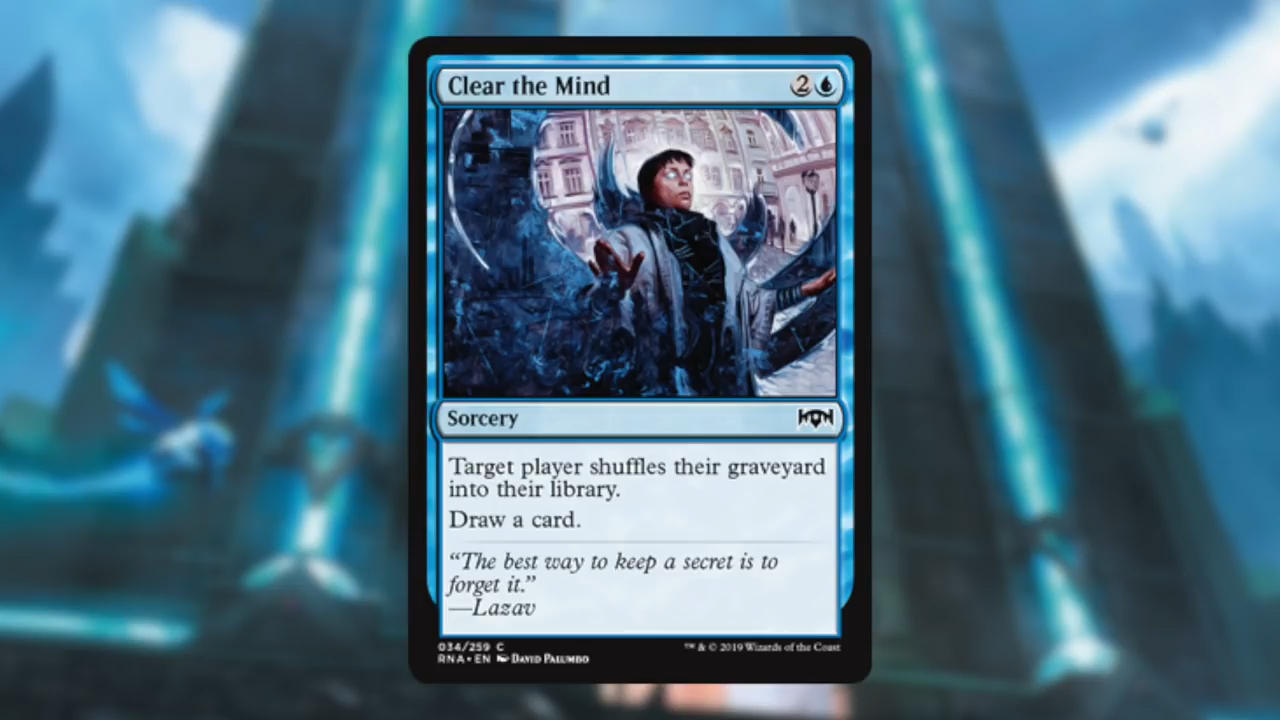 Clear the Mind 2
Sorcery
Target player shuffles their graveyard
into their library.
Draw a card.
“The best way to keep a secret is to
forget it.”
—Lazav
034/259 C
RNA • EN David Palumbo
™ & © 2019 Wizards of the Coast